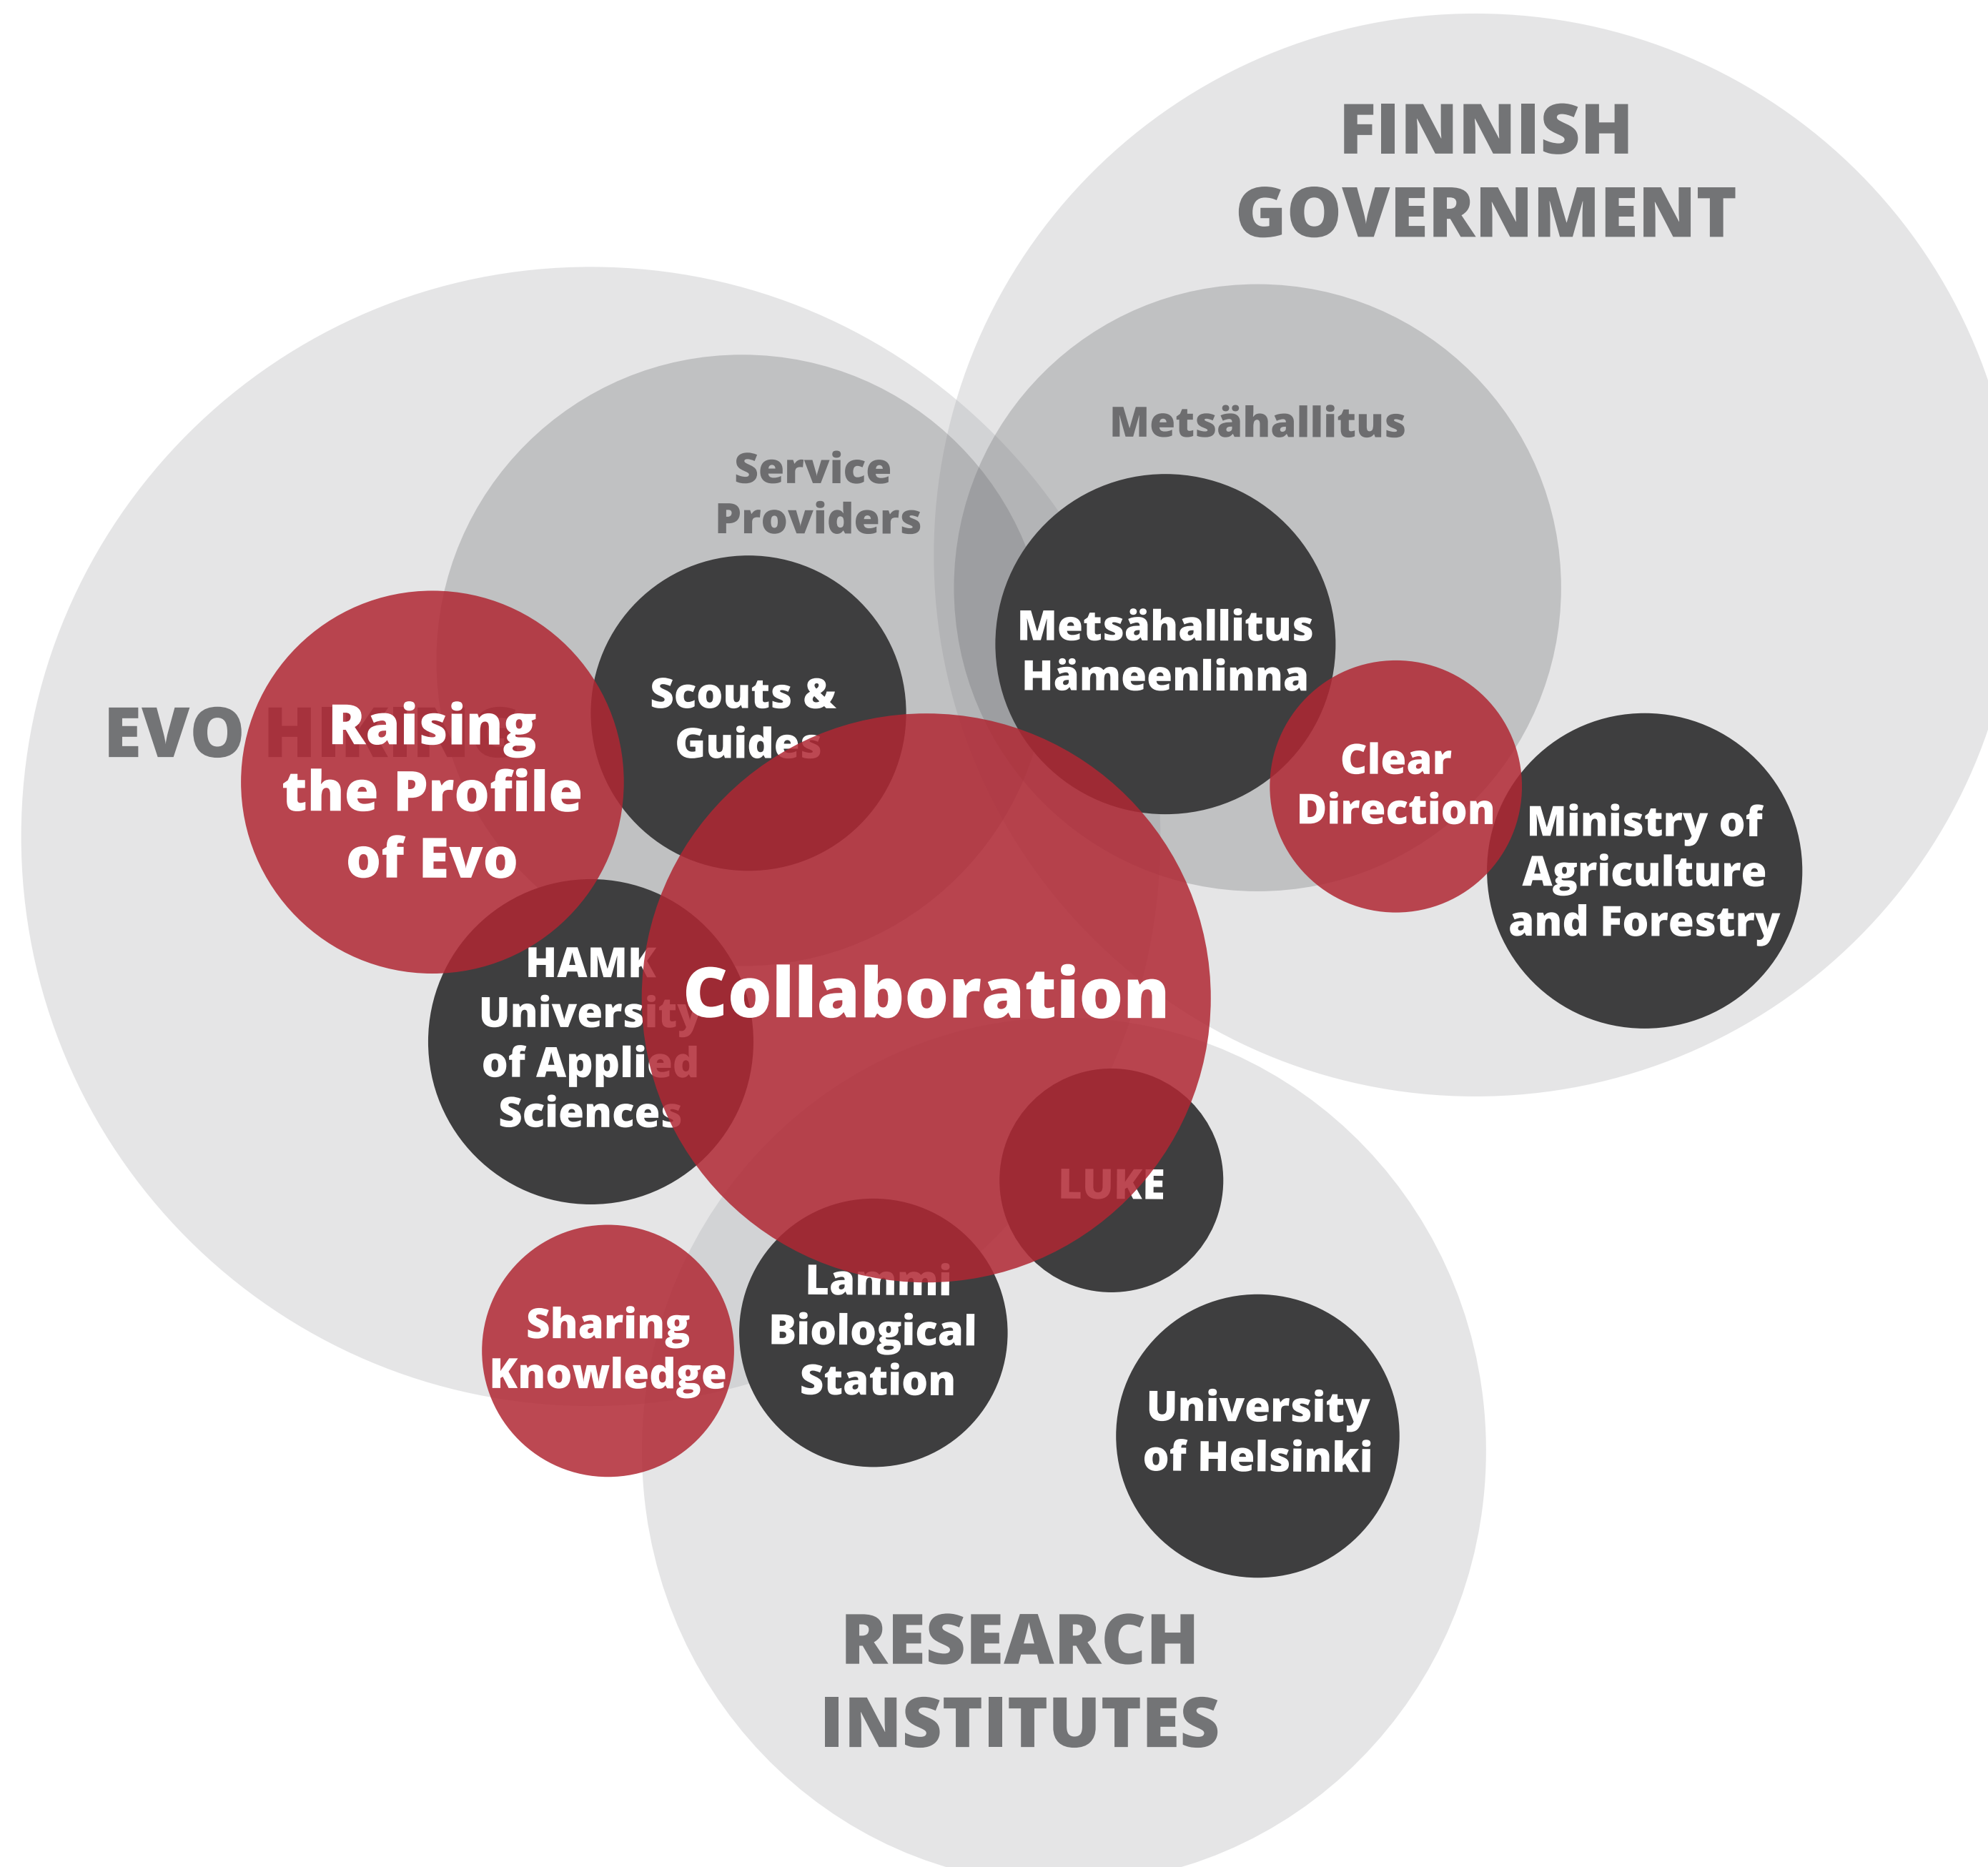 FINNISH
GOVERNMENT
Metsähallitus
Service
Providers
Metsähallitus
Hämeenlinna
Scouts &
Guides
EVO HIKING
Raising
the Profile
of Evo
Clear
Direction
Ministry of
Agriculture
and Forestry
HAMK
University
of Applied
Sciences
Collaboration
LUKE
Lammi
Biological
Station
Sharing
Knowledge
University
of Helsinki
RESEARCH
INSTITUTES